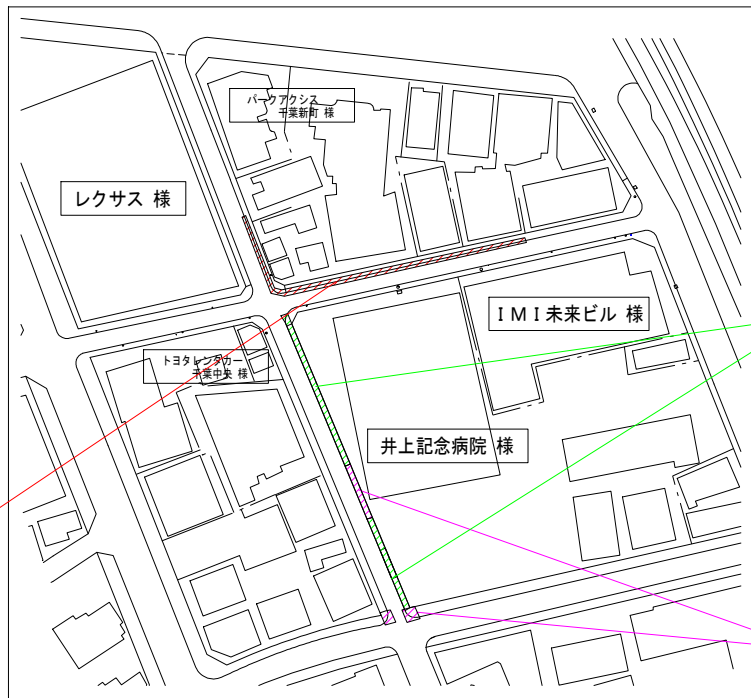 パークアクシス
千葉新町 様
レクサス 様
IMI未来ビル 様
トヨタレンタカー
千葉中央 様
井上記念病院 様